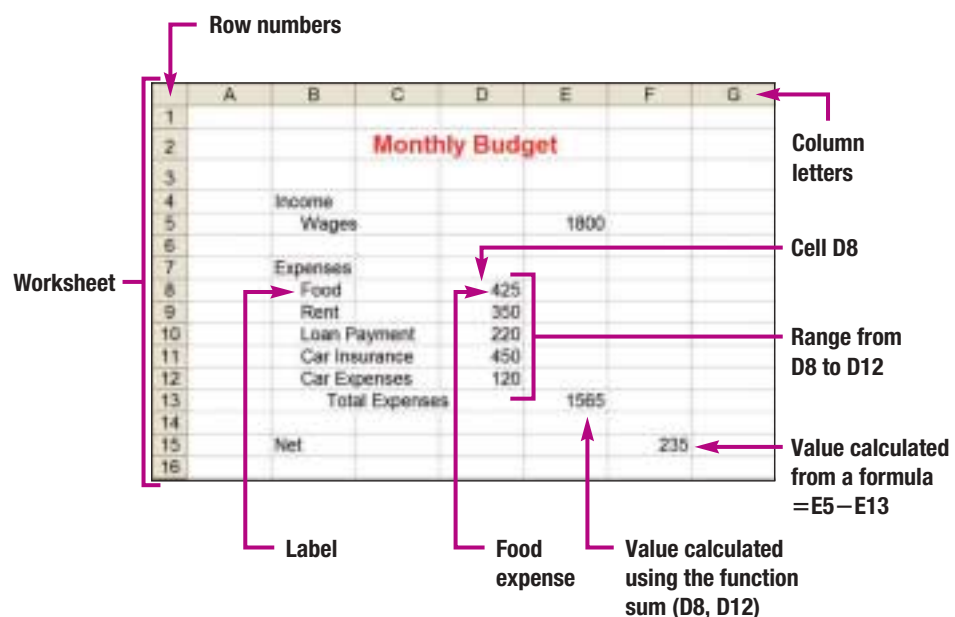 Row numbers
A B C D E F G
1
2 Monthly Budget
Column
letters
3
4 Income
5 Wages 1800
6
Cell D8
7 Expenses
Worksheet
8 Food 425
9 Rent 350
10 Loan Payment 220
Range from
D8 to D12
11 Car Insurance 450
12 Car Expenses 120
13 Total Expenses 1565
14
15 Net 235
16
Value calculated
from a formula
=E5−E13
Label
Food
expense
Value calculated
using the function
sum (D8, D12)